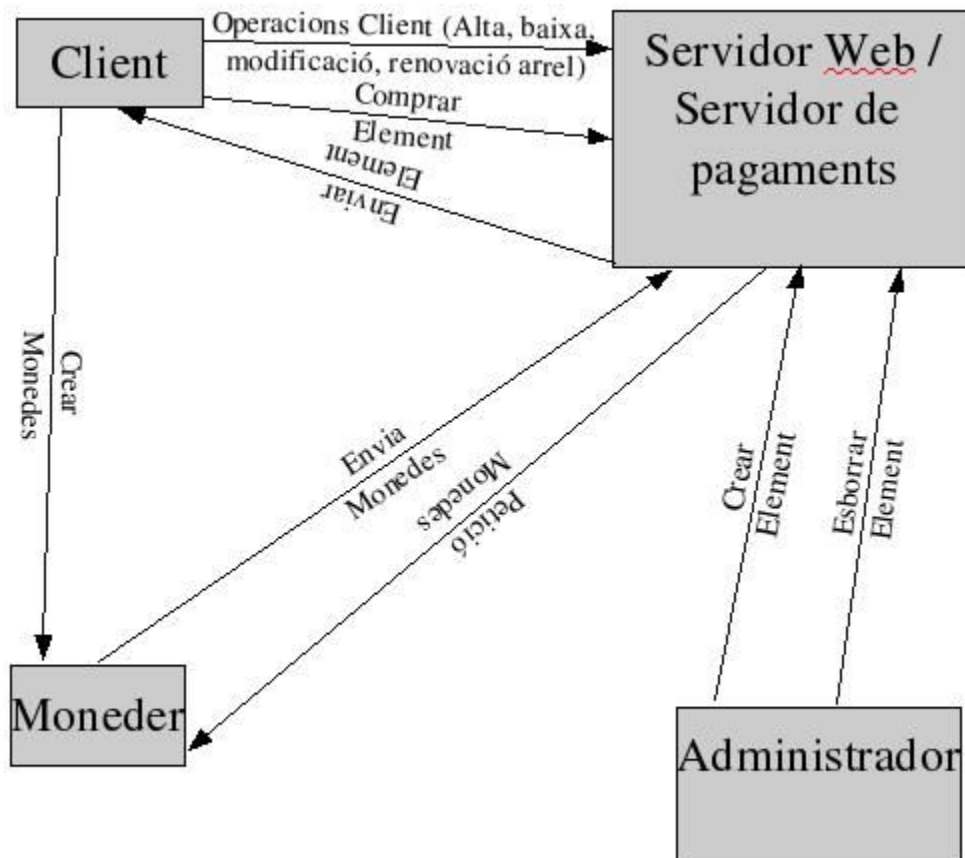 Client
Operacions Client (Alta, baixa,
modificació, renovació arrel)
Servidor Web /
Servidor de
pagaments
Comprar
Element
Enviar
Element
Crear
Monedes
Envia
Monedes
Petició
Monedes
Crear
Element
Esborrar
Element
Moneder
Administrador